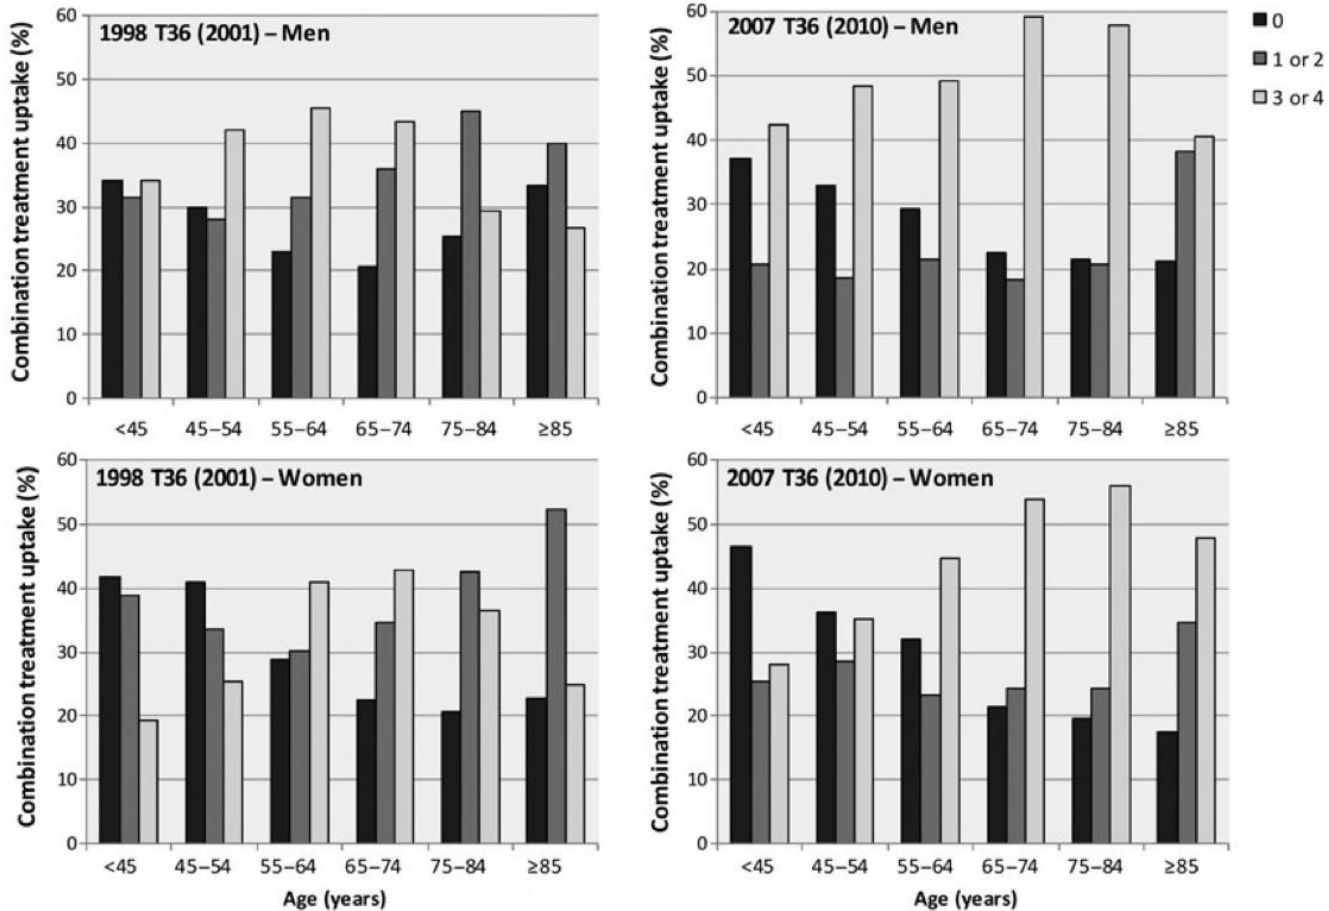 1998 T36 (2001) – Men
Combination treatment uptake (%)
60
50
40
30
20
10
0
<45 45–54 55–64 65–74 75–84 ≥85
2007 T36 (2010) – Men
Combination treatment uptake (%)
60
50
40
30
20
10
0
<45 45–54 55–64 65–74 75–84 ≥85
0
1 or 2
3 or 4
1998 T36 (2001) – Women
Combination treatment uptake (%)
60
50
40
30
20
10
0
<45 45–54 55–64 65–74 75–84 ≥85
Age (years)
2007 T36 (2010) – Women
Combination treatment uptake (%)
60
50
40
30
20
10
0
<45 45–54 55–64 65–74 75–84 ≥85
Age (years)